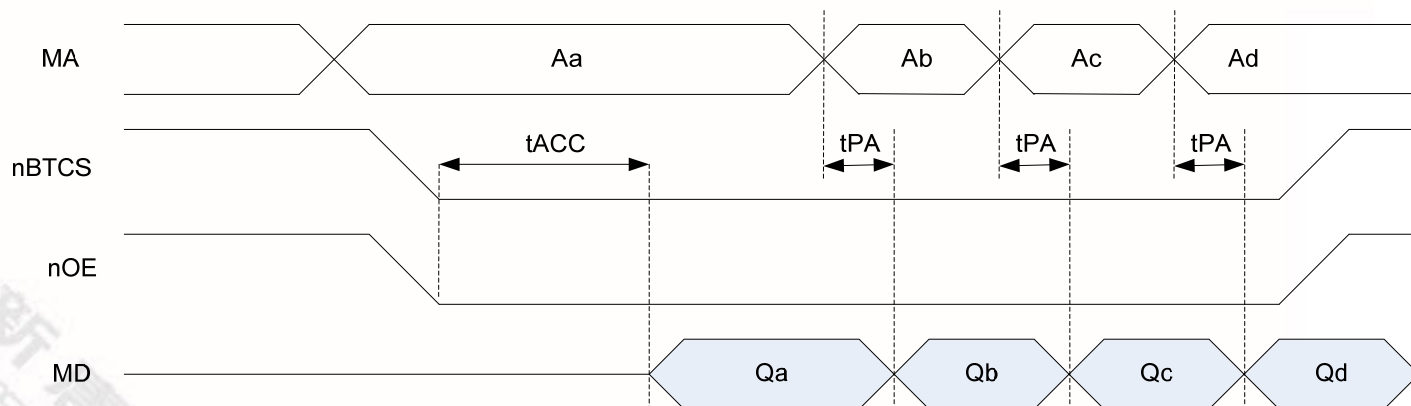 MA Aa Ab Ac Ad
tACC tPA tPA tPA
nBTCS
nOE
MD Qa Qb Qc Qd